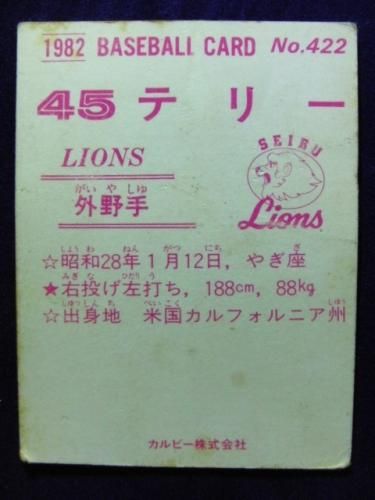 1982 BASEBALL CARD No.422
45 テリー
LIONS
がいやしゅ
外野手
SEIBU
Lions
しょうわ ねん がつ にち ざ
☆昭和28年1月12日，やぎ座
みぎな ひだりう
★右投げ左打ち，188cm，88kg
しゅっしんち べいこく しゅう
☆出身地 米国カルフォルニア州
カルビー株式会社